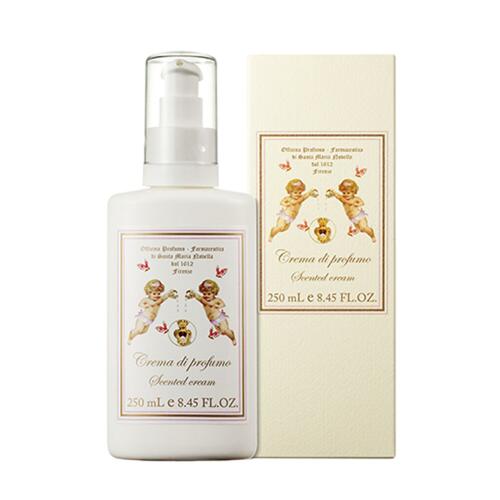 Officina Profumo - Farmaceutica
di Santa Maria Novella
dal 1612
Firenze
Crema di profumo
Scented cream
250 mL e 8.45 FL.OZ.
Officina Profumo - Farmaceutica
di Santa Maria Novella
dal 1612
Firenze
Crema di profumo
Scented cream
250 mL e 8.45 FL.OZ.